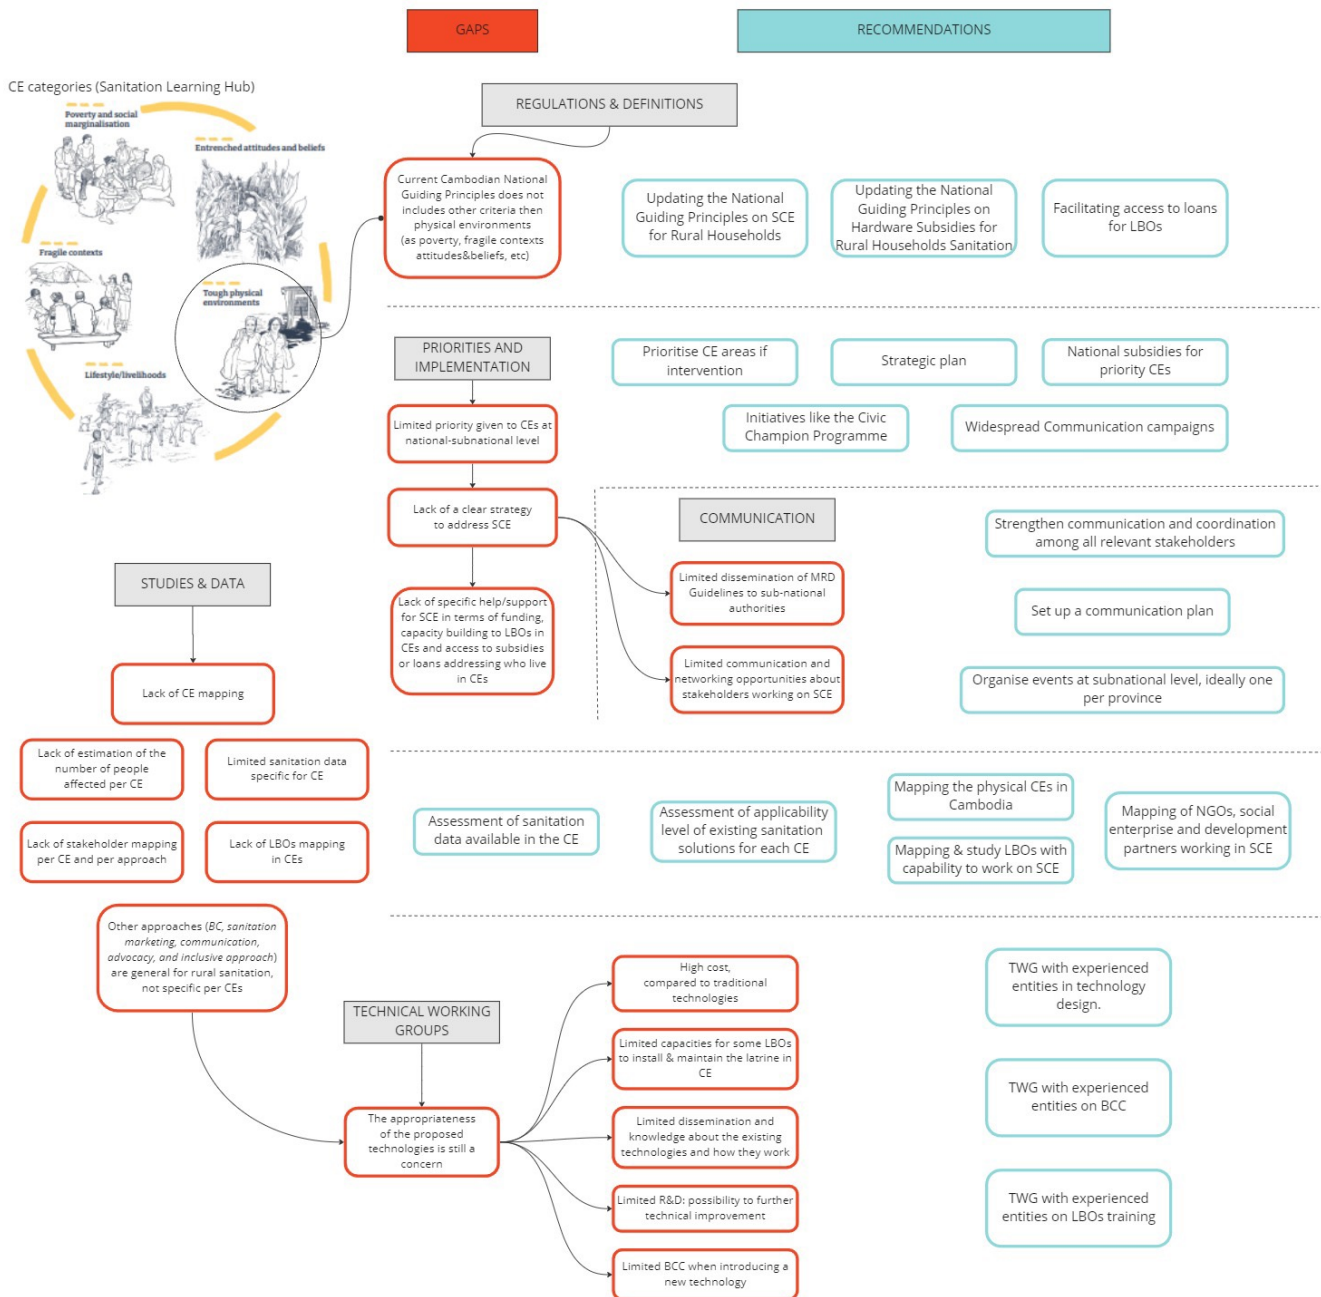 GAPS
RECOMMENDATIONS
CE categories (Sanitation Learning Hub)
Poverty and social
marginalisation
Entrenched attitudes and beliefs
Fragile contexts
Tough physical
environments
Lifestyle/livelihoods
REGULATIONS & DEFINITIONS
Current Cambodian National
Guiding Principles does not
includes other criteria then
physical environments
(as poverty, fragile contexts
attitudes&beliefs, etc)
Updating the National
Guiding Principles on SCE
for Rural Households
Updating the National
Guiding Principles on
Hardware Subsidies for
Rural Households Sanitation
Facilitating access to loans
for LBOs
PRIORITIES AND
IMPLEMENTATION
Limited priority given to CEs at
national-subnational level
Lack of a clear strategy
to address SCE
Lack of specific help/support
for SCE in terms of funding,
capacity building to LBOs in
CEs and access to subsidies
or loans addressing who live
in CEs
Prioritise CE areas if
intervention
Strategic plan
National subsidies for
priority CEs
Initiatives like the Civic
Champion Programme
Widespread Communication campaigns
COMMUNICATION
Limited dissemination of MRD
Guidelines to sub-national
authorities
Limited communication and
networking opportunities about
stakeholders working on SCE
Strengthen communication and coordination
among all relevant stakeholders
Set up a communication plan
Organise events at subnational level, ideally one
per province
STUDIES & DATA
Lack of CE mapping
Lack of estimation of the
number of people
affected per CE
Limited sanitation data
specific for CE
Lack of stakeholder mapping
per CE and per approach
Lack of LBOs mapping
in CEs
Other approaches (BC, sanitation
marketing, communication,
advocacy, and inclusive approach)
are general for rural sanitation,
not specific per CEs
Assessment of sanitation
data available in the CE
Assessment of applicability
level of existing sanitation
solutions for each CE
Mapping the physical CEs in
Cambodia
Mapping & study LBOs with
capability to work on SCE
Mapping of NGOs, social
enterprise and development
partners working in SCE
TECHNICAL WORKING
GROUPS
The appropriateness
of the proposed
technologies is still a
concern
High cost,
compared to traditional
technologies
Limited capacities for some LBOs
to install & maintain the latrine in
CE
Limited dissemination and
knowledge about the existing
technologies and how they work
Limited R&D: possibility to further
technical improvement
Limited BCC when introducing a
new technology
TWG with experienced
entities in technology
design.
TWG with experienced
entities on BCC
TWG with experienced
entities on LBOs training